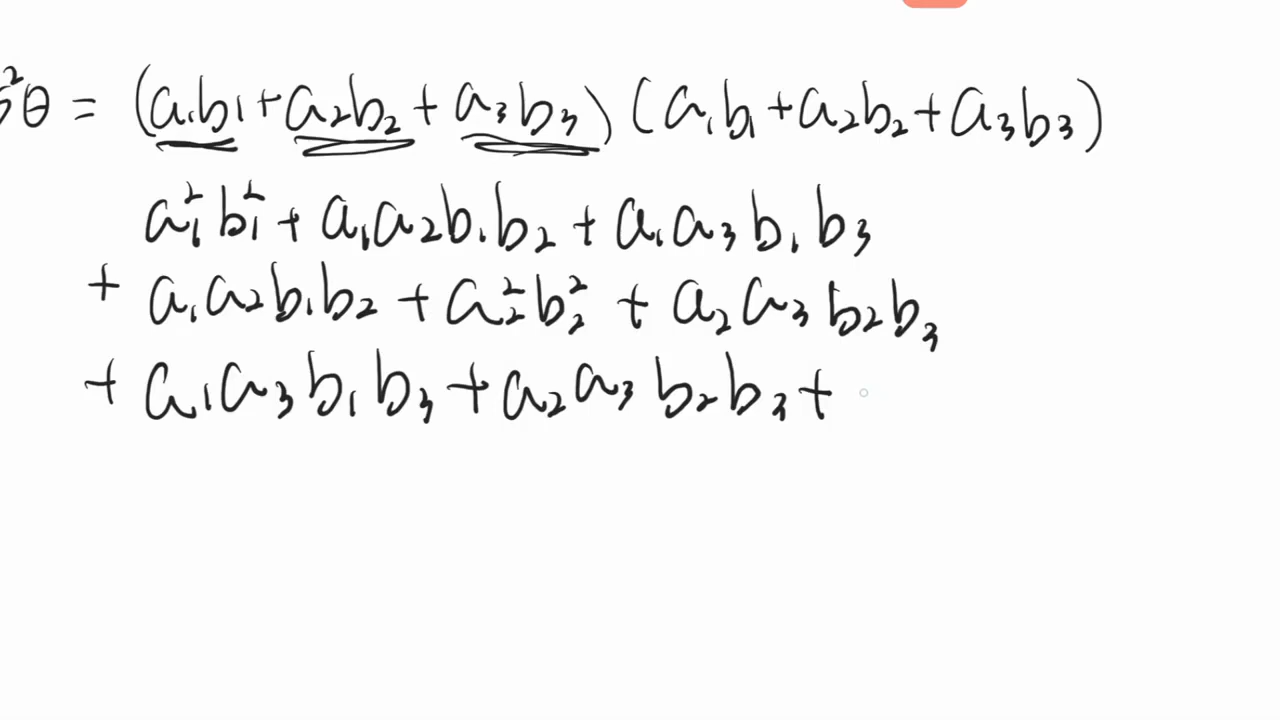 ²θ = (a₁b₁+a₂b₂+a₃b₃)(a₁b₁+a₂b₂+a₃b₃)
a₁²b₁²+a₁a₂b₁b₂+a₁a₃b₁b₃
+a₁a₂b₁b₂+a₂²b₂²+a₂a₃b₂b₃
+a₁a₃b₁b₃+a₂a₃b₂b₃+